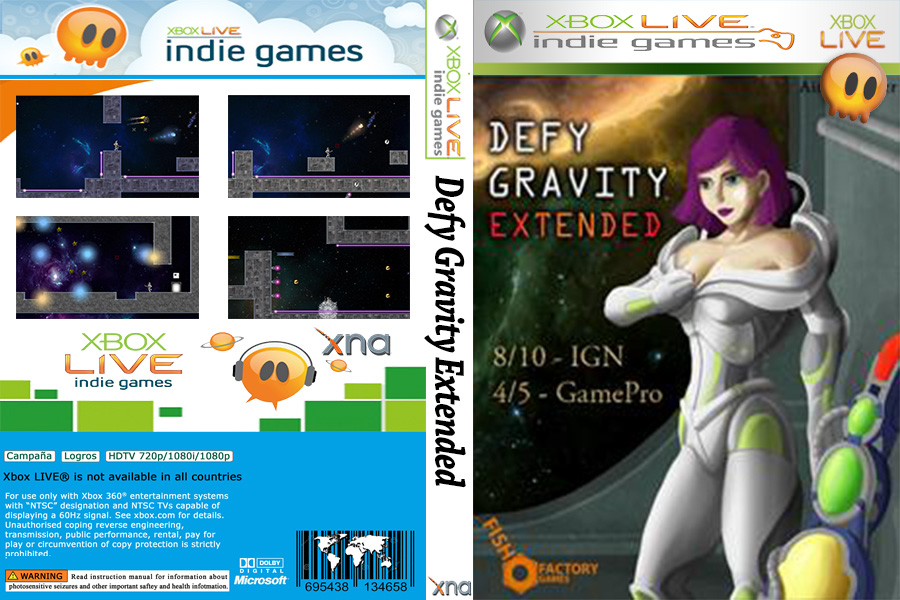 XBOX LIVE
indie games
XBOX LIVE
indie games
xna
Campaña Logros HDTV 720p/1080i/1080p
Xbox LIVE® is not available in all countries
For use only with Xbox 360® entertainment systems
with “NTSC” designation and NTSC TVs capable of
displaying a 60Hz signal. See xbox.com for details.
Unauthorised coping reverse engineering,
transmission, public performance, rental, pay for
play or circumvention of copy protection is strictly
prohibited.
WARNING Read instruction manual for information about
photosensitive seizures and other important saftey and health infotmation.
DOLBY
DIGITAL
Microsoft
695438 134658
XBOX LIVE
indie games
Defy Gravity Extended
xna
XBOX LIVE
indie games
XBOX
LIVE
DEFY
GRAVITY
EXTENDED
8/10 - IGN
4/5 - GamePro
FISH
FACTORY
GAMES